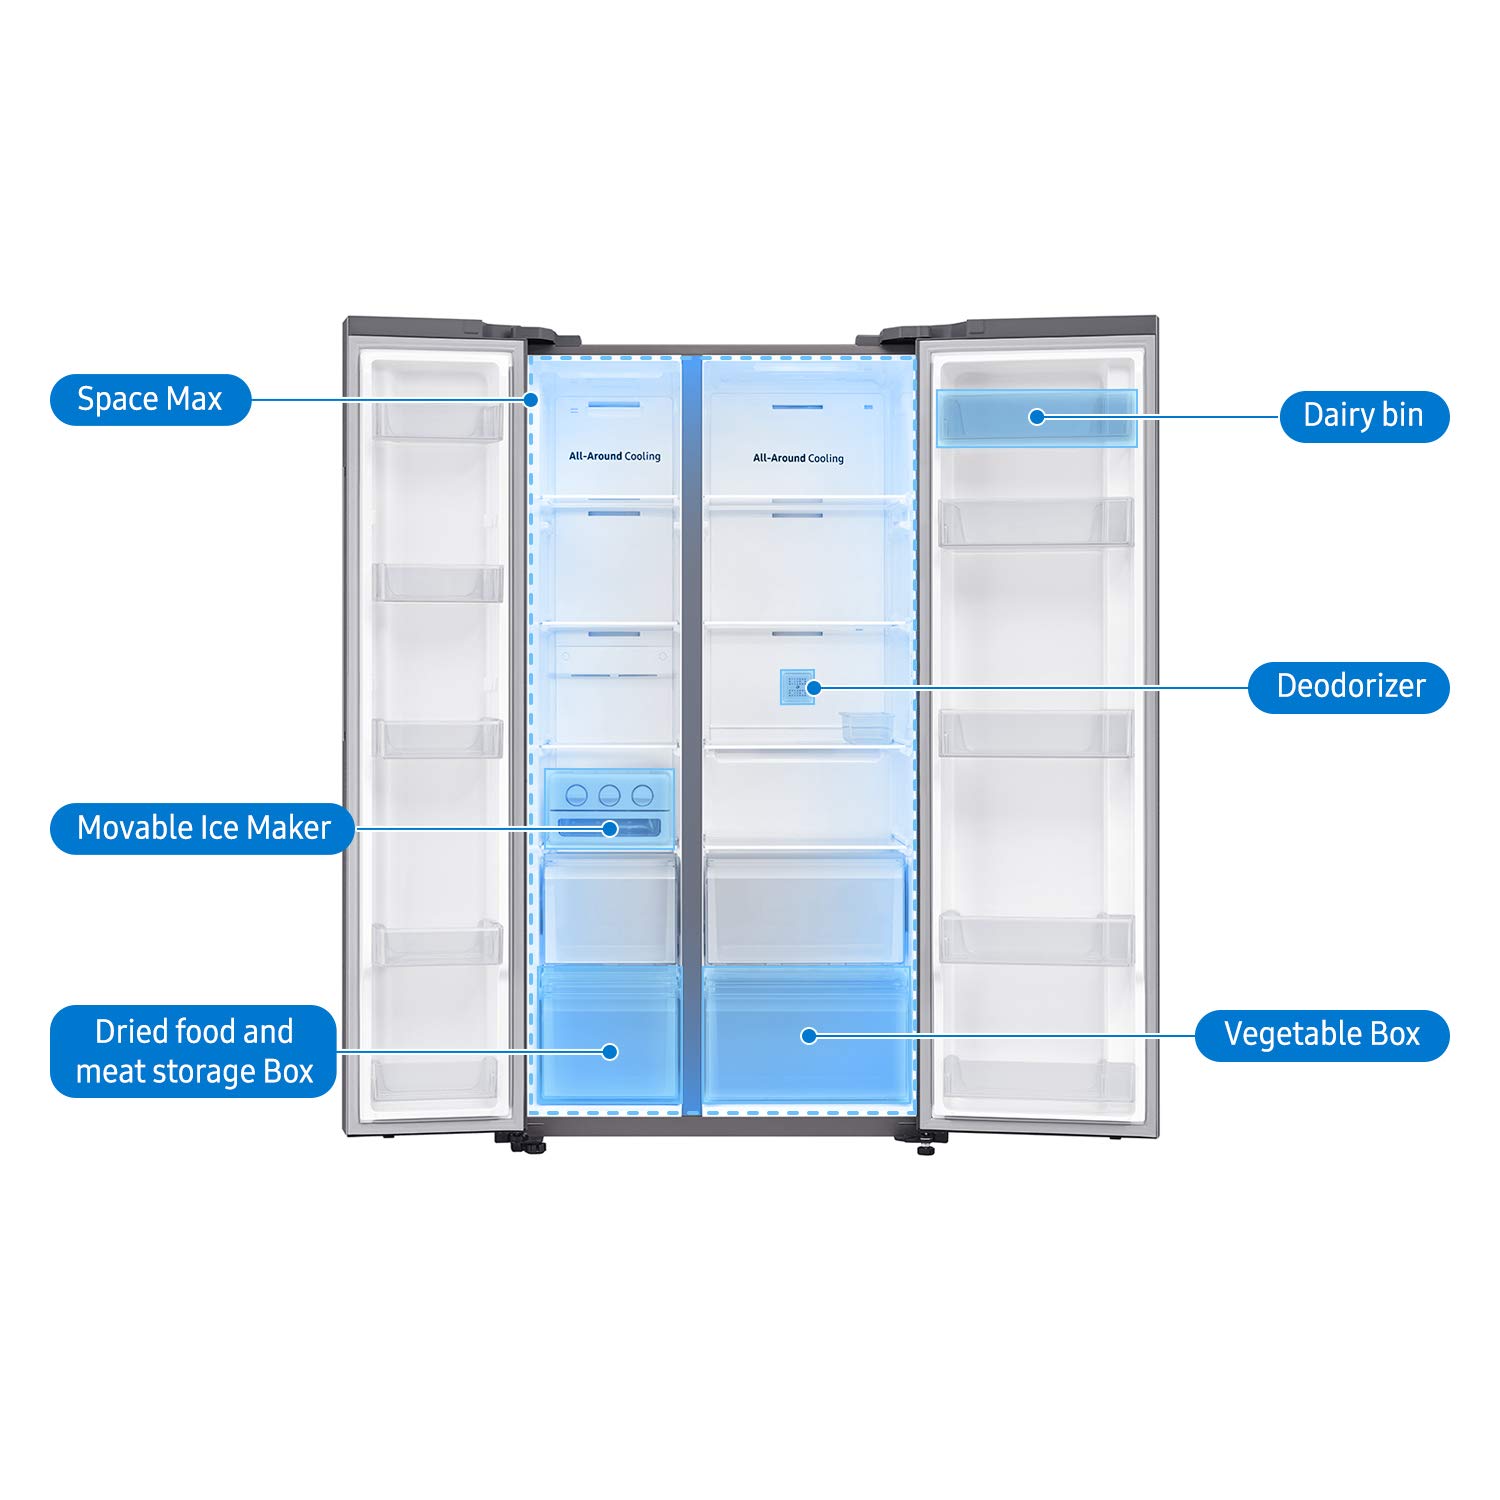 Space Max
Dairy bin
All-Around Cooling
All-Around Cooling
Deodorizer
Movable Ice Maker
Dried food and
meat storage Box
Vegetable Box